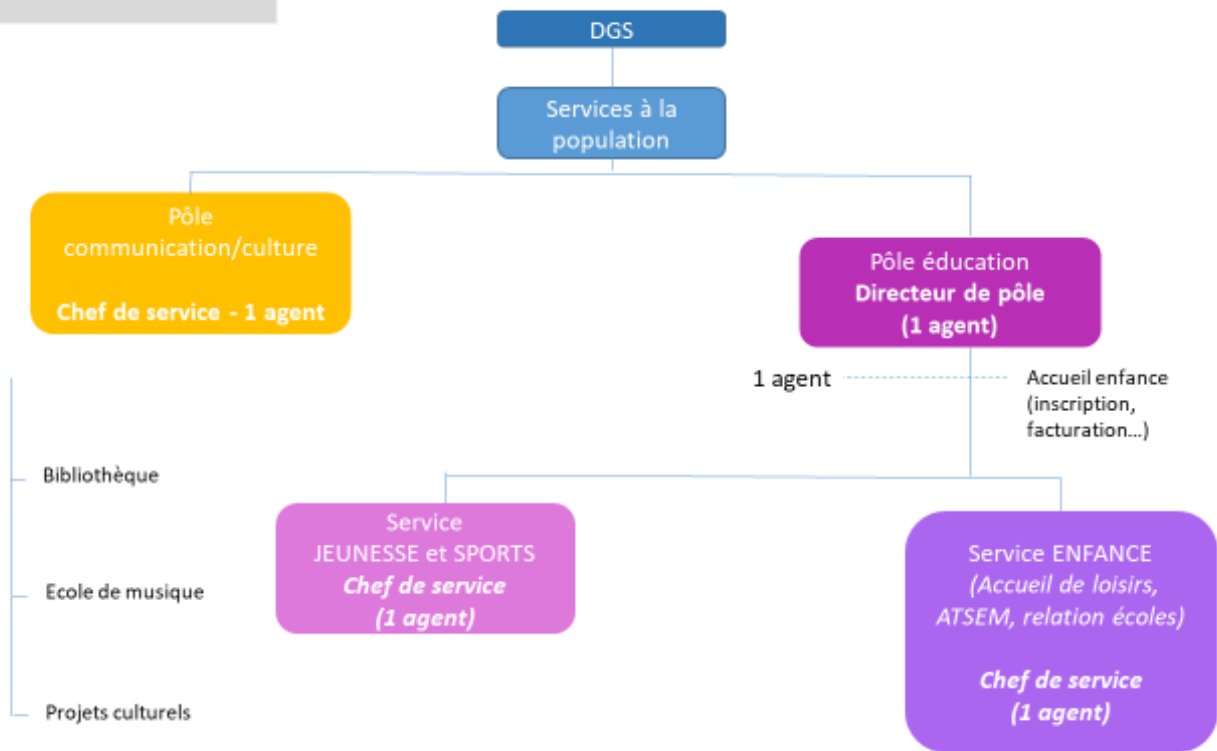 DGS
Services à la
population
Pôle
communication/culture
Chef de service - 1 agent
Pôle éducation
Directeur de pôle
(1 agent)
1 agent
Accueil enfance
(inscription,
facturation...)
Bibliothèque
Ecole de musique
Projets culturels
Service
JEUNESSE et SPORTS
Chef de service
(1 agent)
Service ENFANCE
(Accueil de loisirs,
ATSEM, relation écoles)
Chef de service
(1 agent)